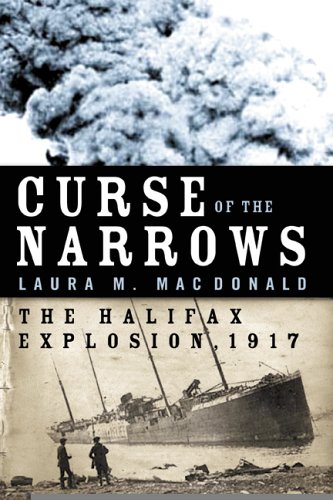 CURSE OF THE
NARROWS
LAURA M. MACDONALD
THE HALIFAX
EXPLOSION, 1917